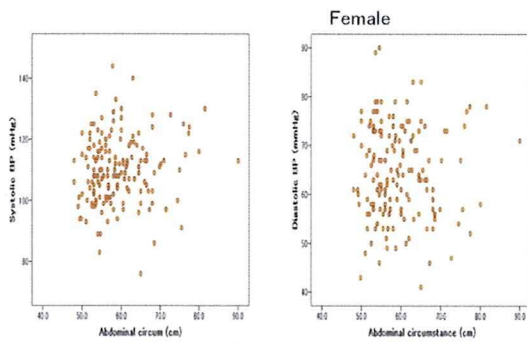 Female
Systolic BP (mmHg)
140
120
110
100
80
40.0 50.0 60.0 70.0 80.0 90.0
Abdominal circum (cm)
Diastolic BP (mmHg)
90
80
70
60
50
40
40.0 50.0 60.0 70.0 80.0 90.0
Abdominal circumstance (cm)